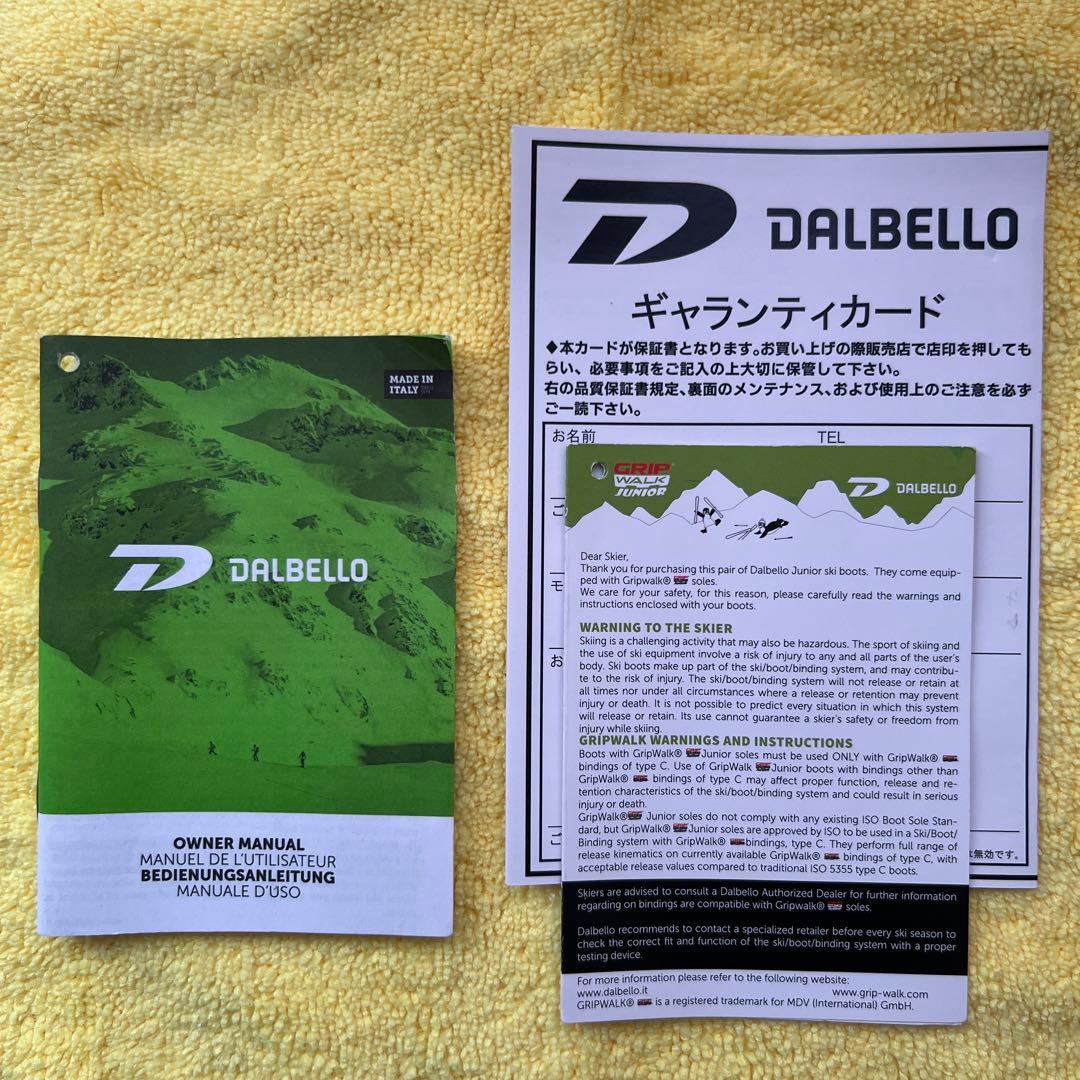 MADE IN
ITALY
DALBELLO
OWNER MANUAL
MANUEL DE L'UTILISATEUR
BEDIENUNGSANLEITUNG
MANUALE D'USO
DALBELLO
ギャランティカード
◆本カードが保証書となります。お買い上げの際販売店で店印を押しても
らい、必要事項をご記入の上大切に保管して下さい。
右の品質保証書規定、裏面のメンテナンス、および使用上のご注意を必ず
ご一読下さい。
お名前 TEL
ご
モ
お
ご
は無効です。
GRIP
WALK
JUNIOR
DALBELLO
Dear Skier,
Thank you for purchasing this pair of Dalbello Junior ski boots. They come equip-
ped with Gripwalk® soles.
We care for your safety, for this reason, please carefully read the warnings and
instructions enclosed with your boots.
WARNING TO THE SKIER
Skiing is a challenging activity that may also be hazardous. The sport of skiing and
the use of ski equipment involve a risk of injury to any and all parts of the user's
body. Ski boots make up part of the ski/boot/binding system, and may contribu-
te to the risk of injury. The ski/boot/binding system will not release or retain at
all times nor under all circumstances where a release or retention may prevent
injury or death. It is not possible to predict every situation in which this system
will release or retain. Its use cannot guarantee a skier's safety or freedom from
injury while skiing.
GRIPWALK WARNINGS AND INSTRUCTIONS
Boots with GripWalk® Junior soles must be used ONLY with GripWalk®
bindings of type C. Use of GripWalk Junior boots with bindings other than
GripWalk® bindings of type C may affect proper function, release and re-
tention characteristics of the ski/boot/binding system and could result in serious
injury or death.
GripWalk® Junior soles do not comply with any existing ISO Boot Sole Stan-
dard, but GripWalk® Junior soles are approved by ISO to be used in a Ski/Boot/
Binding system with GripWalk® bindings, type C. They perform full range of
release kinematics on currently available GripWalk® bindings of type C, with
acceptable release values compared to traditional ISO 5355 type C boots.
Skiers are advised to consult a Dalbello Authorized Dealer for further information
regarding on bindings are compatible with Gripwalk® soles.
Dalbello recommends to contact a specialized retailer before every ski season to
check the correct fit and function of the ski/boot/binding system with a proper
testing device.
For more information please refer to the following website:
www.dalbello.it www.grip-walk.com
GRIPWALK® is a registered trademark for MDV (International) GmbH.